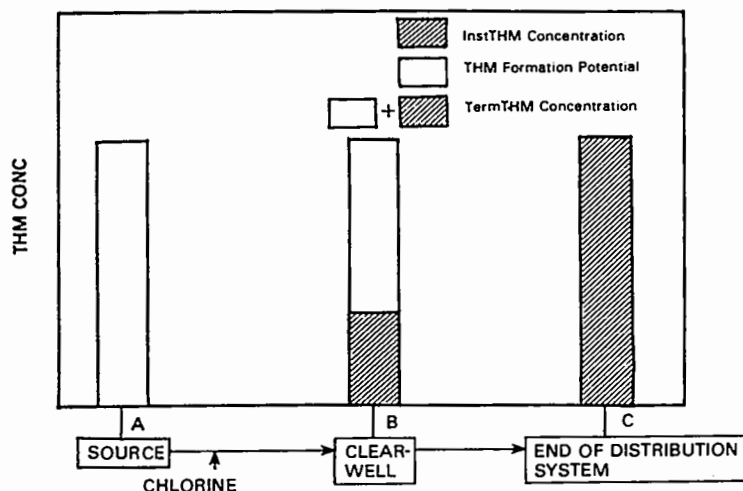 InstTHM Concentration
THM Formation Potential
+ TermTHM Concentration
THM CONC
A
B
C
SOURCE
CLEAR-
WELL
END OF DISTRIBUTION
SYSTEM
CHLORINE